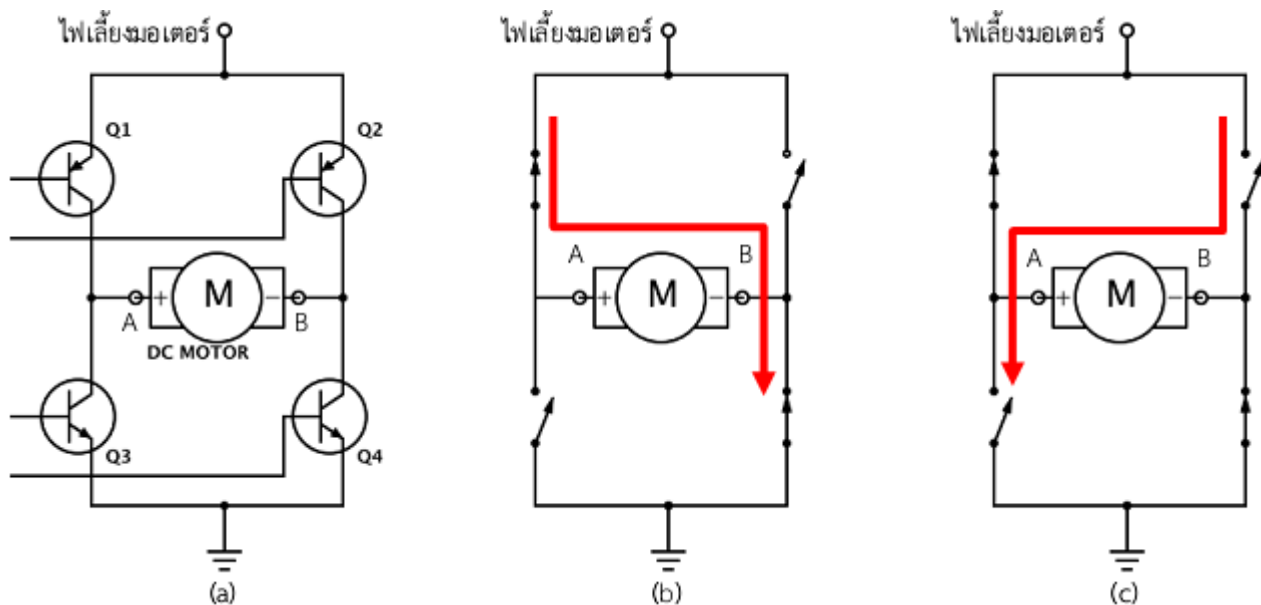 ไฟเลี้ยงมอเตอร์
Q1
Q2
A
+
M
−
B
DC MOTOR
Q3
Q4
(a)
ไฟเลี้ยงมอเตอร์
A
B
+
M
−
(b)
ไฟเลี้ยงมอเตอร์
A
B
+
M
−
(c)